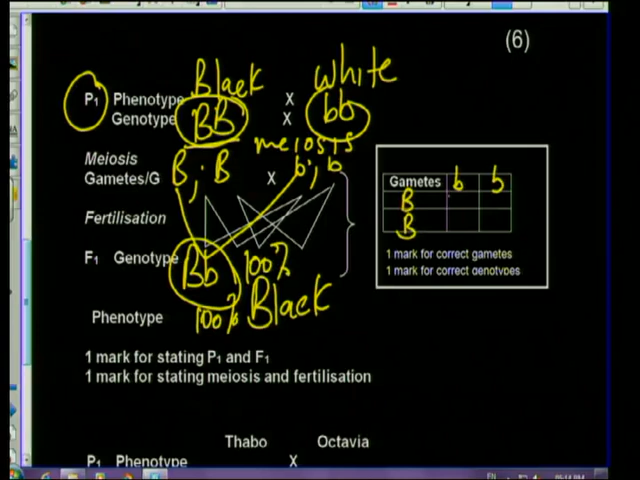 (6)
Black white
P1 Phenotype x
Genotype BB x bb
Meiosis meiosis
Gametes/G B, B x b, b
Gametes b b
B
Fertilisation
B
F1 Genotype Bb 100%
1 mark for correct gametes
1 mark for correct genotypes
Phenotype 100% Black
1 mark for stating P1 and F1
1 mark for stating meiosis and fertilisation
Thabo Octavia
P1 Phenotype x